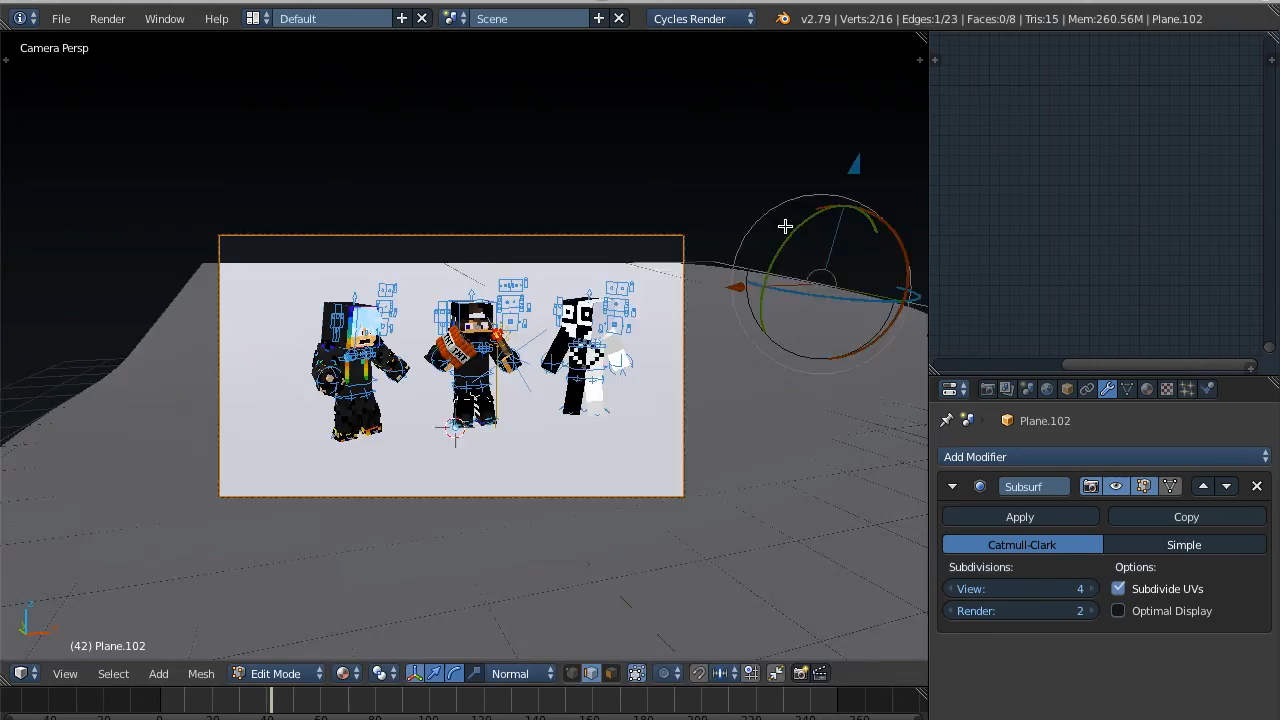 File Render Window Help Default Scene Cycles Render v2.79 | Verts:2/16 | Edges:1/23 | Faces:0/8 | Tris:15 | Mem:260.56M | Plane.102
Camera Persp
TNT
Plane.102
Add Modifier
Subsurf
Apply Copy
Catmull-Clark Simple
Subdivisions: Options:
View: 4 Subdivide UVs
Render: 2 Optimal Display
z
(42) Plane.102
View Select Add Mesh Edit Mode Normal